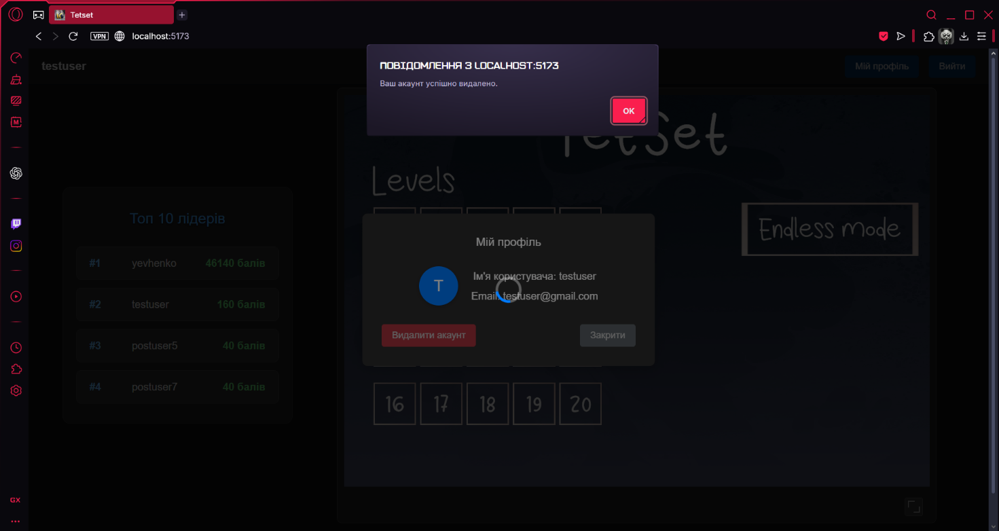 Tetset
VPN
localhost:5173
testuser
Мій профіль
Вийти
ПОВІДОМЛЕННЯ З LOCALHOST:5173
Ваш акаунт успішно видалено.
OK
TetSet
Levels
Endless mode
Топ 10 лідерів
#1 yevhenko 46140 балів
#2 testuser 160 балів
#3 postuser5 40 балів
#4 postuser7 40 балів
Мій профіль
T
Ім'я користувача: testuser
Email: testuser@gmail.com
Видалити акаунт
Закрити
16 17 18 19 20
M
GX